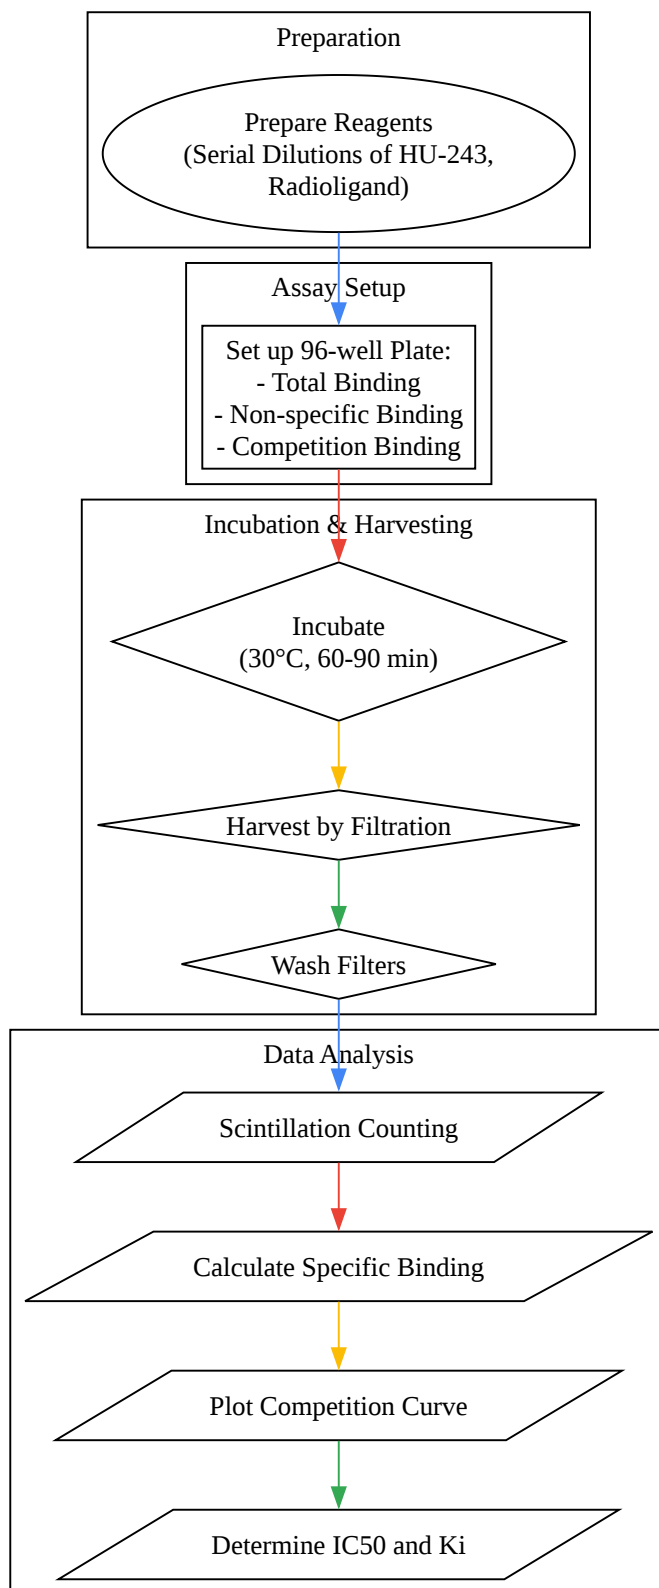 Preparation
Prepare Reagents
(Serial Dilutions of HU-243,
Radioligand)
Assay Setup
Set up 96-well Plate:
- Total Binding
- Non-specific Binding
- Competition Binding
Incubation & Harvesting
Incubate
(30°C, 60-90 min)
Harvest by Filtration
Wash Filters
Data Analysis
Scintillation Counting
Calculate Specific Binding
Plot Competition Curve
Determine IC50 and Ki